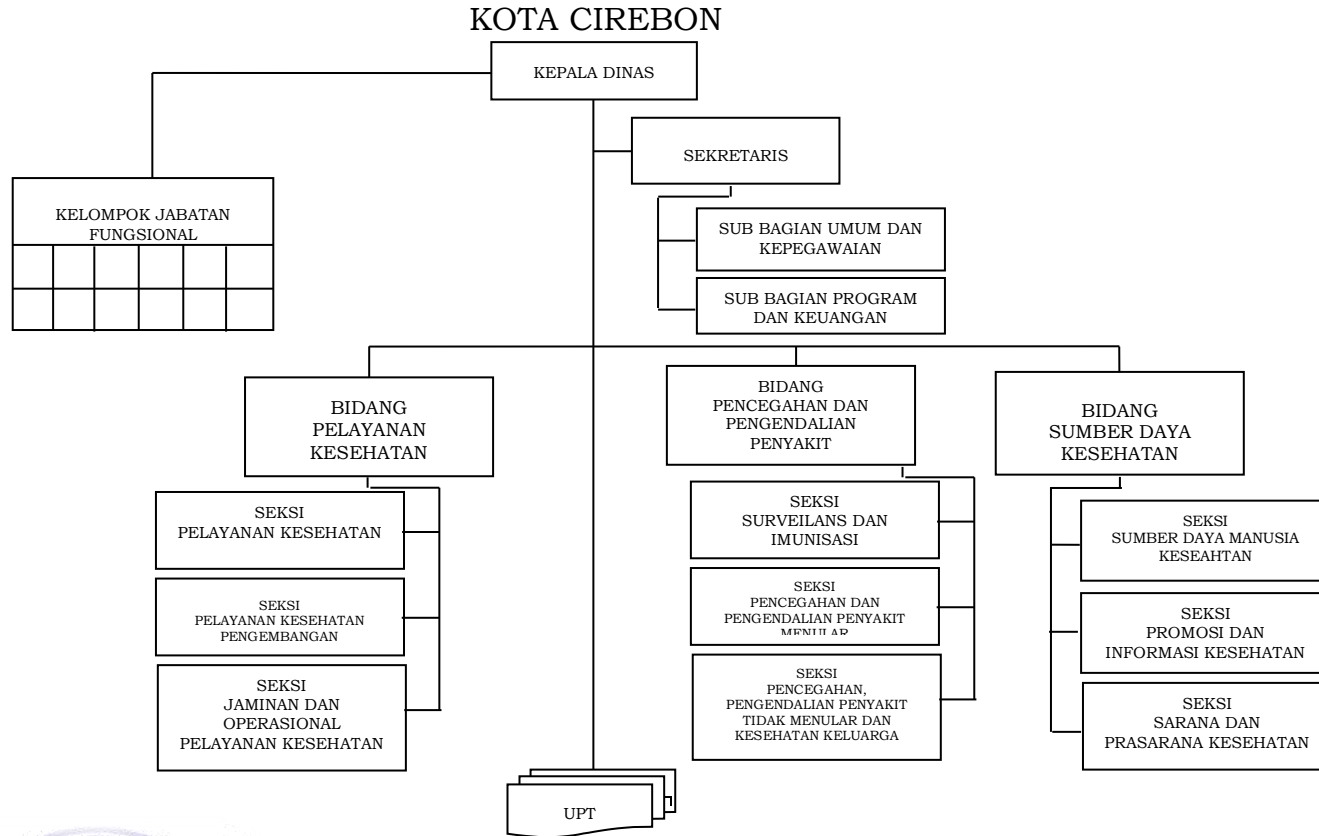 KOTA CIREBON
KEPALA DINAS
SEKRETARIS
KELOMPOK JABATAN
FUNGSIONAL
SUB BAGIAN UMUM DAN
KEPEGAWAIAN
SUB BAGIAN PROGRAM
DAN KEUANGAN
BIDANG
PELAYANAN
KESEHATAN
BIDANG
PENCEGAHAN DAN
PENGENDALIAN
PENYAKIT
BIDANG
SUMBER DAYA
KESEHATAN
SEKSI
PELAYANAN KESEHATAN
SEKSI
PELAYANAN KESEHATAN
PENGEMBANGAN
SEKSI
JAMINAN DAN
OPERASIONAL
PELAYANAN KESEHATAN
SEKSI
SURVEILANS DAN
IMUNISASI
SEKSI
PENCEGAHAN DAN
PENGENDALIAN PENYAKIT
MENULAR
SEKSI
PENCEGAHAN,
PENGENDALIAN PENYAKIT
TIDAK MENULAR DAN
KESEHATAN KELUARGA
SEKSI
SUMBER DAYA MANUSIA
KESEAHTAN
SEKSI
PROMOSI DAN
INFORMASI KESEHATAN
SEKSI
SARANA DAN
PRASARANA KESEHATAN
UPT